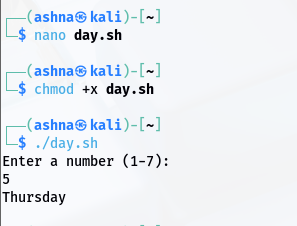 ┌──(ashna㉿kali)-[~]
└─$ nano day.sh
┌──(ashna㉿kali)-[~]
└─$ chmod +x day.sh
┌──(ashna㉿kali)-[~]
└─$ ./day.sh
Enter a number (1-7):
5
Thursday